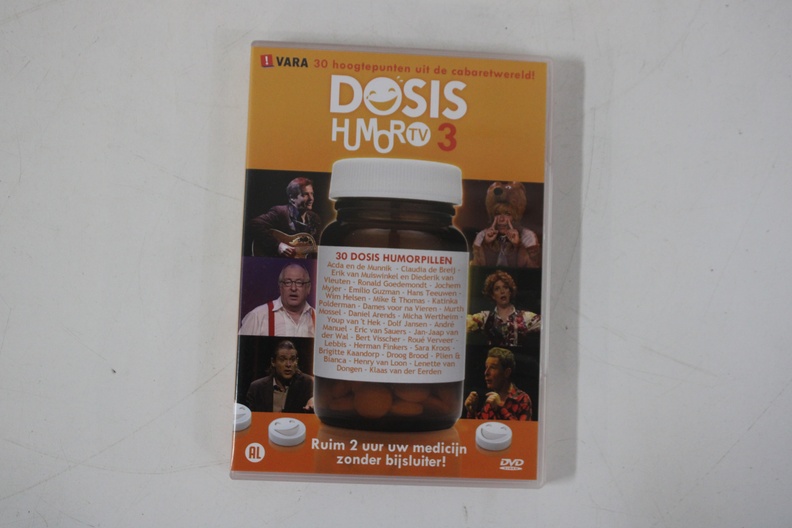 ! VARA 30 hoogtepunten uit de cabaretwereld!
DOSIS
HUMOR TV 3
30 DOSIS HUMORPILLEN
Acda en de Munnik - Claudia de Breij -
Erik van Muiswinkel en Diederik van
Vleuten - Ronald Goedemondt - Jochem
Myjer - Emilio Guzman - Hans Teeuwen -
Wim Helsen - Mike & Thomas - Katinka
Polderman - Dames voor na Vieren - Murth
Mossel - Daniel Arends - Micha Wertheim -
Youp van 't Hek - Dolf Jansen - André
Manuel - Eric van Sauers - Jan-Jaap van
der Wal - Bert Visscher - Roué Verveer -
Lebbis - Herman Finkers - Sara Kroos -
Brigitte Kaandorp - Droog Brood - Plien &
Bianca - Henry van Loon - Lenette van
Dongen - Klaas van der Eerden
AL
Ruim 2 uur uw medicijn
zonder bijsluiter!
DVD